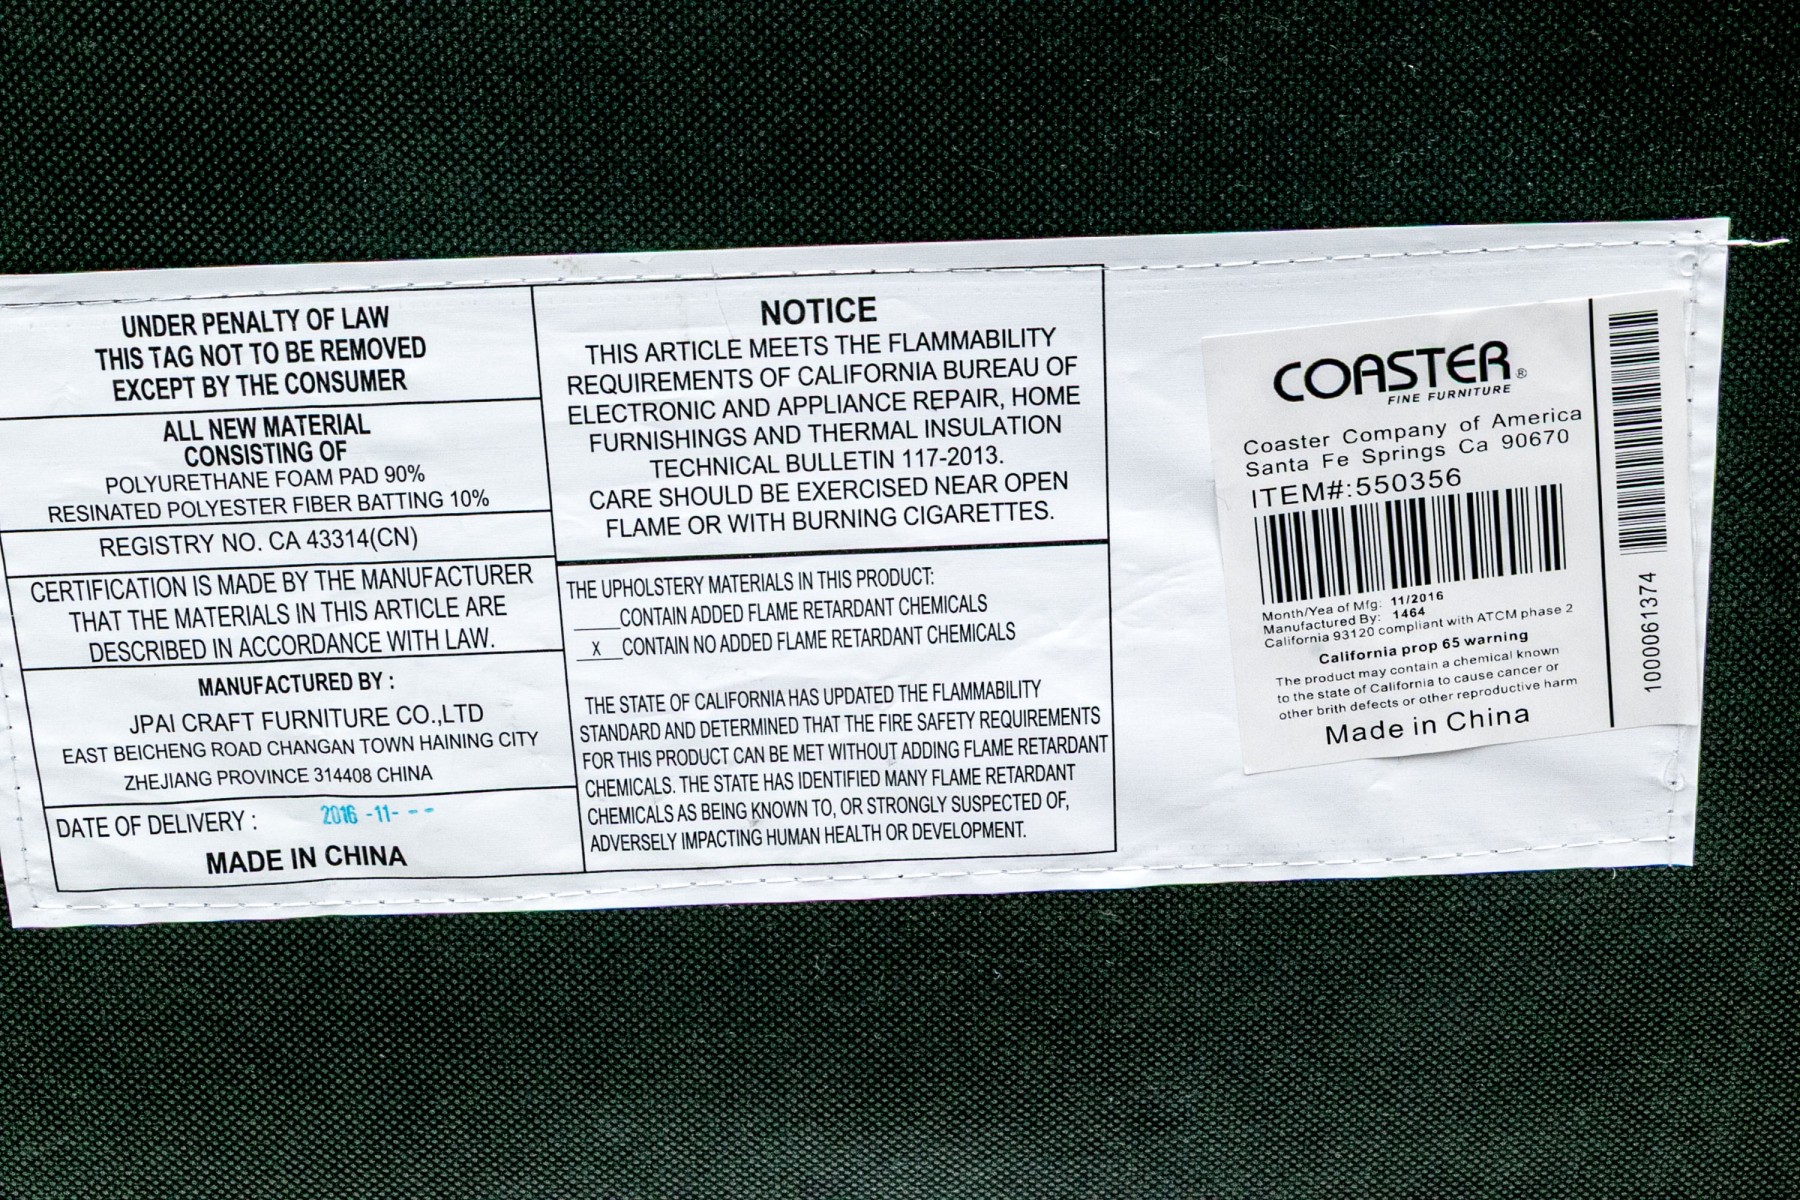 UNDER PENALTY OF LAW
THIS TAG NOT TO BE REMOVED
EXCEPT BY THE CONSUMER
ALL NEW MATERIAL
CONSISTING OF
POLYURETHANE FOAM PAD 90%
RESINATED POLYESTER FIBER BATTING 10%
REGISTRY NO. CA 43314(CN)
CERTIFICATION IS MADE BY THE MANUFACTURER
THAT THE MATERIALS IN THIS ARTICLE ARE
DESCRIBED IN ACCORDANCE WITH LAW.
MANUFACTURED BY :
JPAI CRAFT FURNITURE CO.,LTD
EAST BEICHENG ROAD CHANGAN TOWN HAINING CITY
ZHEJIANG PROVINCE 314408 CHINA
DATE OF DELIVERY : 2016 -11- --
MADE IN CHINA
NOTICE
THIS ARTICLE MEETS THE FLAMMABILITY
REQUIREMENTS OF CALIFORNIA BUREAU OF
ELECTRONIC AND APPLIANCE REPAIR, HOME
FURNISHINGS AND THERMAL INSULATION
TECHNICAL BULLETIN 117-2013.
CARE SHOULD BE EXERCISED NEAR OPEN
FLAME OR WITH BURNING CIGARETTES.
THE UPHOLSTERY MATERIALS IN THIS PRODUCT:
____CONTAIN ADDED FLAME RETARDANT CHEMICALS
_X_CONTAIN NO ADDED FLAME RETARDANT CHEMICALS
THE STATE OF CALIFORNIA HAS UPDATED THE FLAMMABILITY
STANDARD AND DETERMINED THAT THE FIRE SAFETY REQUIREMENTS
FOR THIS PRODUCT CAN BE MET WITHOUT ADDING FLAME RETARDANT
CHEMICALS. THE STATE HAS IDENTIFIED MANY FLAME RETARDANT
CHEMICALS AS BEING KNOWN TO, OR STRONGLY SUSPECTED OF,
ADVERSELY IMPACTING HUMAN HEALTH OR DEVELOPMENT.
COASTER®
FINE FURNITURE
Coaster Company of America
Santa Fe Springs Ca 90670
ITEM#:550356
Month/Yea of Mfg: 11/2016
Manufactured By: 1464
California 93120 compliant with ATCM phase 2
California prop 65 warning
The product may contain a chemical known
to the state of California to cause cancer or
other brith defects or other reproductive harm
Made in China
1000061374